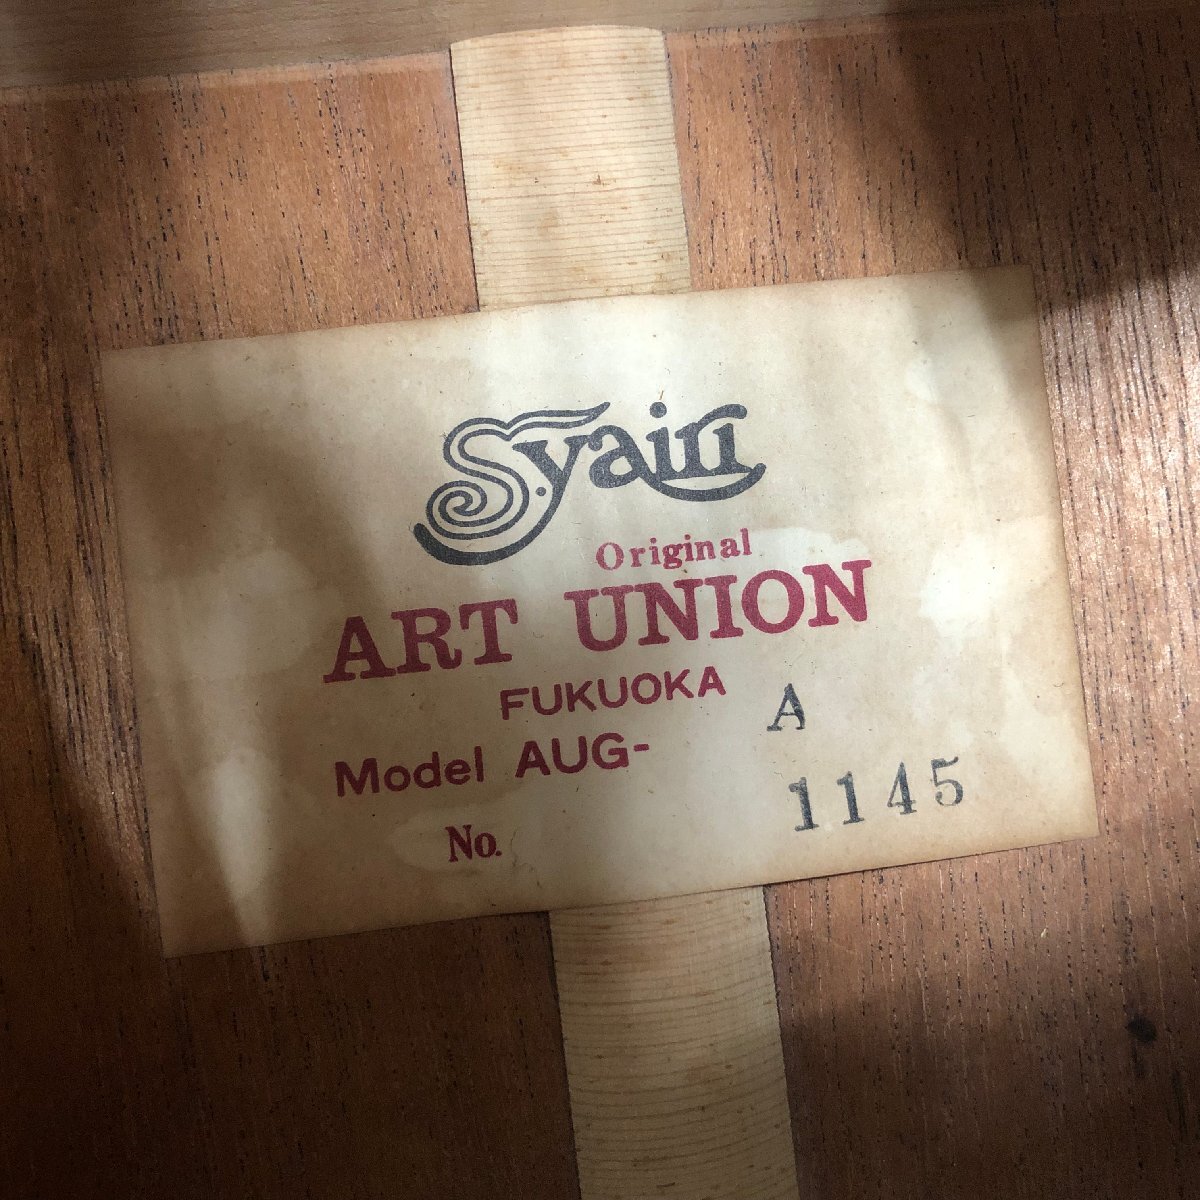 S.yairi
Original
ART UNION
FUKUOKA
Model AUG- A
No. 1145